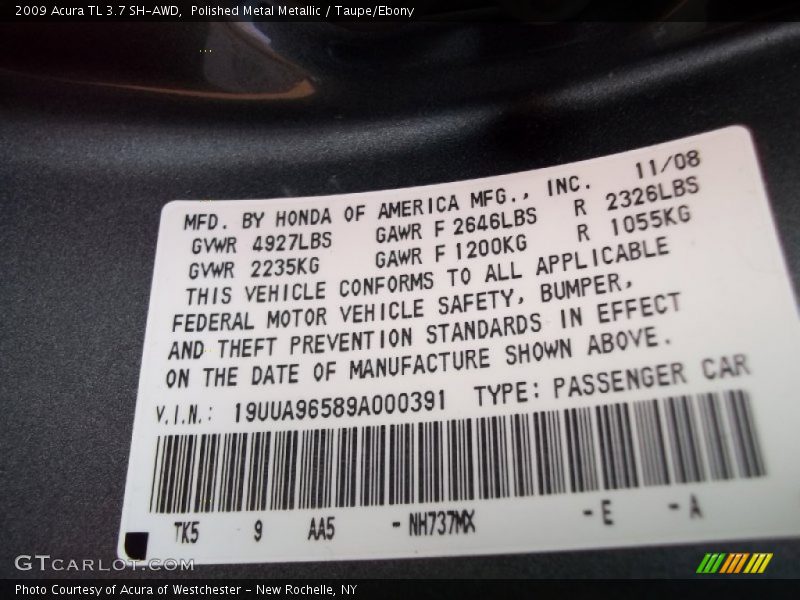 2009 Acura TL 3.7 SH-AWD,  Polished Metal Metallic / Taupe/Ebony
MFD. BY HONDA OF AMERICA MFG., INC. 11/08
GVWR 4927LBS GAWR F 2646LBS R 2326LBS
GVWR 2235KG GAWR F 1200KG R 1055KG
THIS VEHICLE CONFORMS TO ALL APPLICABLE
FEDERAL MOTOR VEHICLE SAFETY, BUMPER,
AND THEFT PREVENTION STANDARDS IN EFFECT
ON THE DATE OF MANUFACTURE SHOWN ABOVE.
V.I.N.: 19UUA96589A000391 TYPE: PASSENGER CAR
TK5 9 AA5 -NH737MX -E -A
GTCARLOT.COM
Photo Courtesy of Acura of Westchester - New Rochelle, NY